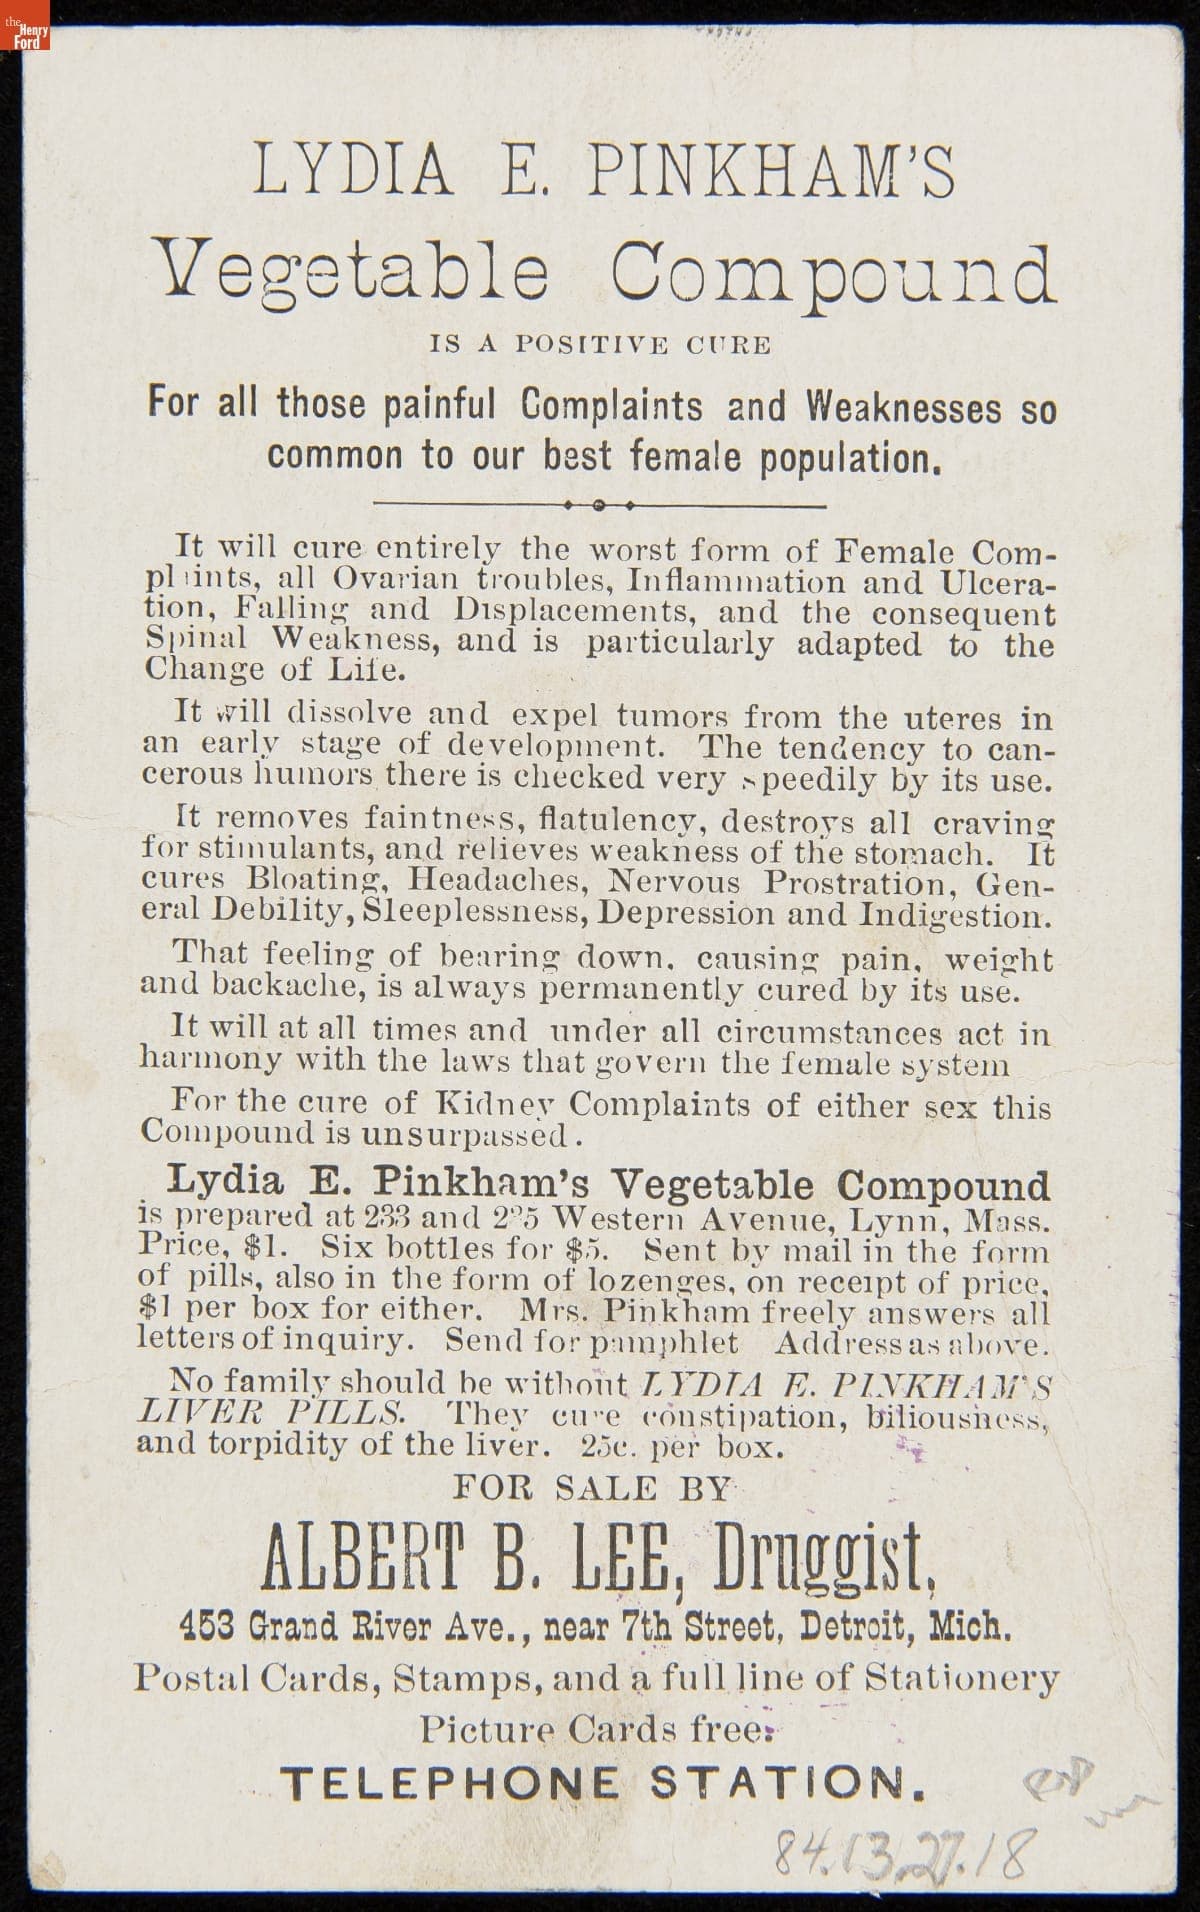 the
Henry
Ford
LYDIA E. PINKHAM'S
Vegetable Compound
IS A POSITIVE CURE
For all those painful Complaints and Weaknesses so
common to our best female population.
It will cure entirely the worst form of Female Com-
plaints, all Ovarian troubles, Inflammation and Ulcera-
tion, Falling and Displacements, and the consequent
Spinal Weakness, and is particularly adapted to the
Change of Life.
It will dissolve and expel tumors from the uteres in
an early stage of development. The tendency to can-
cerous humors there is checked very speedily by its use.
It removes faintness, flatulency, destroys all craving
for stimulants, and relieves weakness of the stomach. It
cures Bloating, Headaches, Nervous Prostration, Gen-
eral Debility, Sleeplessness, Depression and Indigestion.
That feeling of bearing down, causing pain, weight
and backache, is always permanently cured by its use.
It will at all times and under all circumstances act in
harmony with the laws that govern the female system
For the cure of Kidney Complaints of either sex this
Compound is unsurpassed.
Lydia E. Pinkham's Vegetable Compound
is prepared at 233 and 235 Western Avenue, Lynn, Mass.
Price, $1. Six bottles for $5. Sent by mail in the form
of pills, also in the form of lozenges, on receipt of price,
$1 per box for either. Mrs. Pinkham freely answers all
letters of inquiry. Send for pamphlet Address as above.
No family should be without LYDIA E. PINKHAM'S
LIVER PILLS. They cure constipation, biliousness,
and torpidity of the liver. 25c. per box.
FOR SALE BY
ALBERT B. LEE, Druggist,
453 Grand River Ave., near 7th Street, Detroit, Mich.
Postal Cards, Stamps, and a full line of Stationery
Picture Cards free.
TELEPHONE STATION.
84.13.27.18